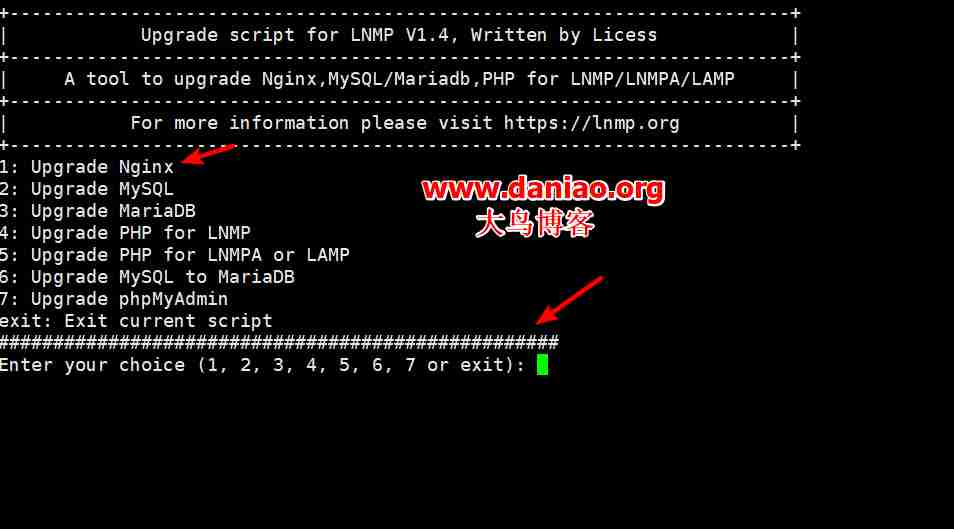 +-----------------------------------------------------------------------+
| Upgrade script for LNMP V1.4, Written by Licess |
+-----------------------------------------------------------------------+
| A tool to upgrade Nginx,MySQL/Mariadb,PHP for LNMP/LNMPA/LAMP |
+-----------------------------------------------------------------------+
| For more information please visit https://lnmp.org |
+-----------------------------------------------------------------------+
1: Upgrade Nginx
2: Upgrade MySQL
3: Upgrade MariaDB
4: Upgrade PHP for LNMP
5: Upgrade PHP for LNMPA or LAMP
6: Upgrade MySQL to MariaDB
7: Upgrade phpMyAdmin
exit: Exit current script
###################################################
Enter your choice (1, 2, 3, 4, 5, 6, 7 or exit):
www.daniao.org
大鸟博客